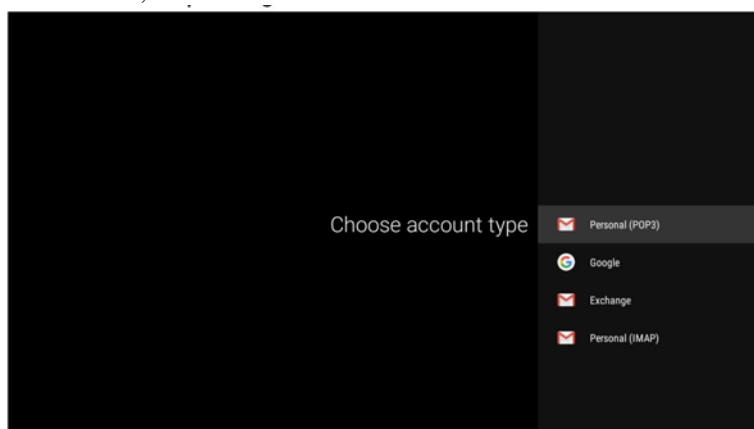 Choose account type
Personal (POP3)
Google
Exchange
Personal (IMAP)